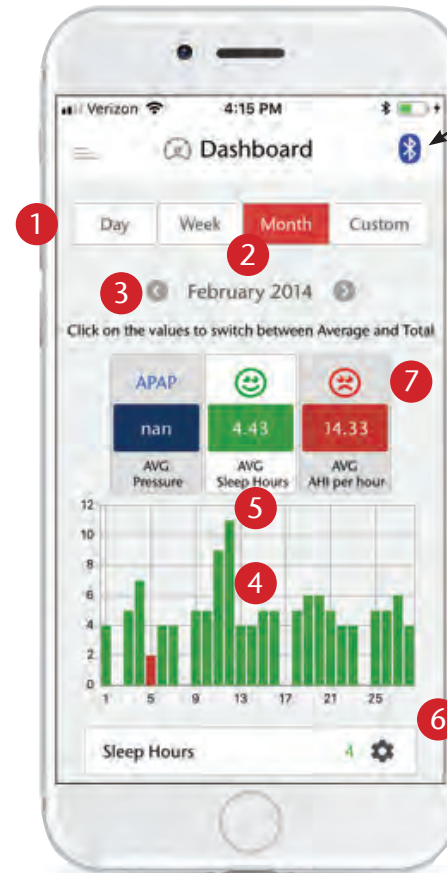 Verizon 4:15 PM
Dashboard
1 Day Week Month Custom
2
3 February 2014
Click on the values to switch between Average and Total
APAP 7
nan 4.43 14.33
AVG Pressure AVG Sleep Hours AVG AHI per hour
5
12
10
8
6
4
2
0
4
1 5 9 13 17 21 25
6
Sleep Hours 4